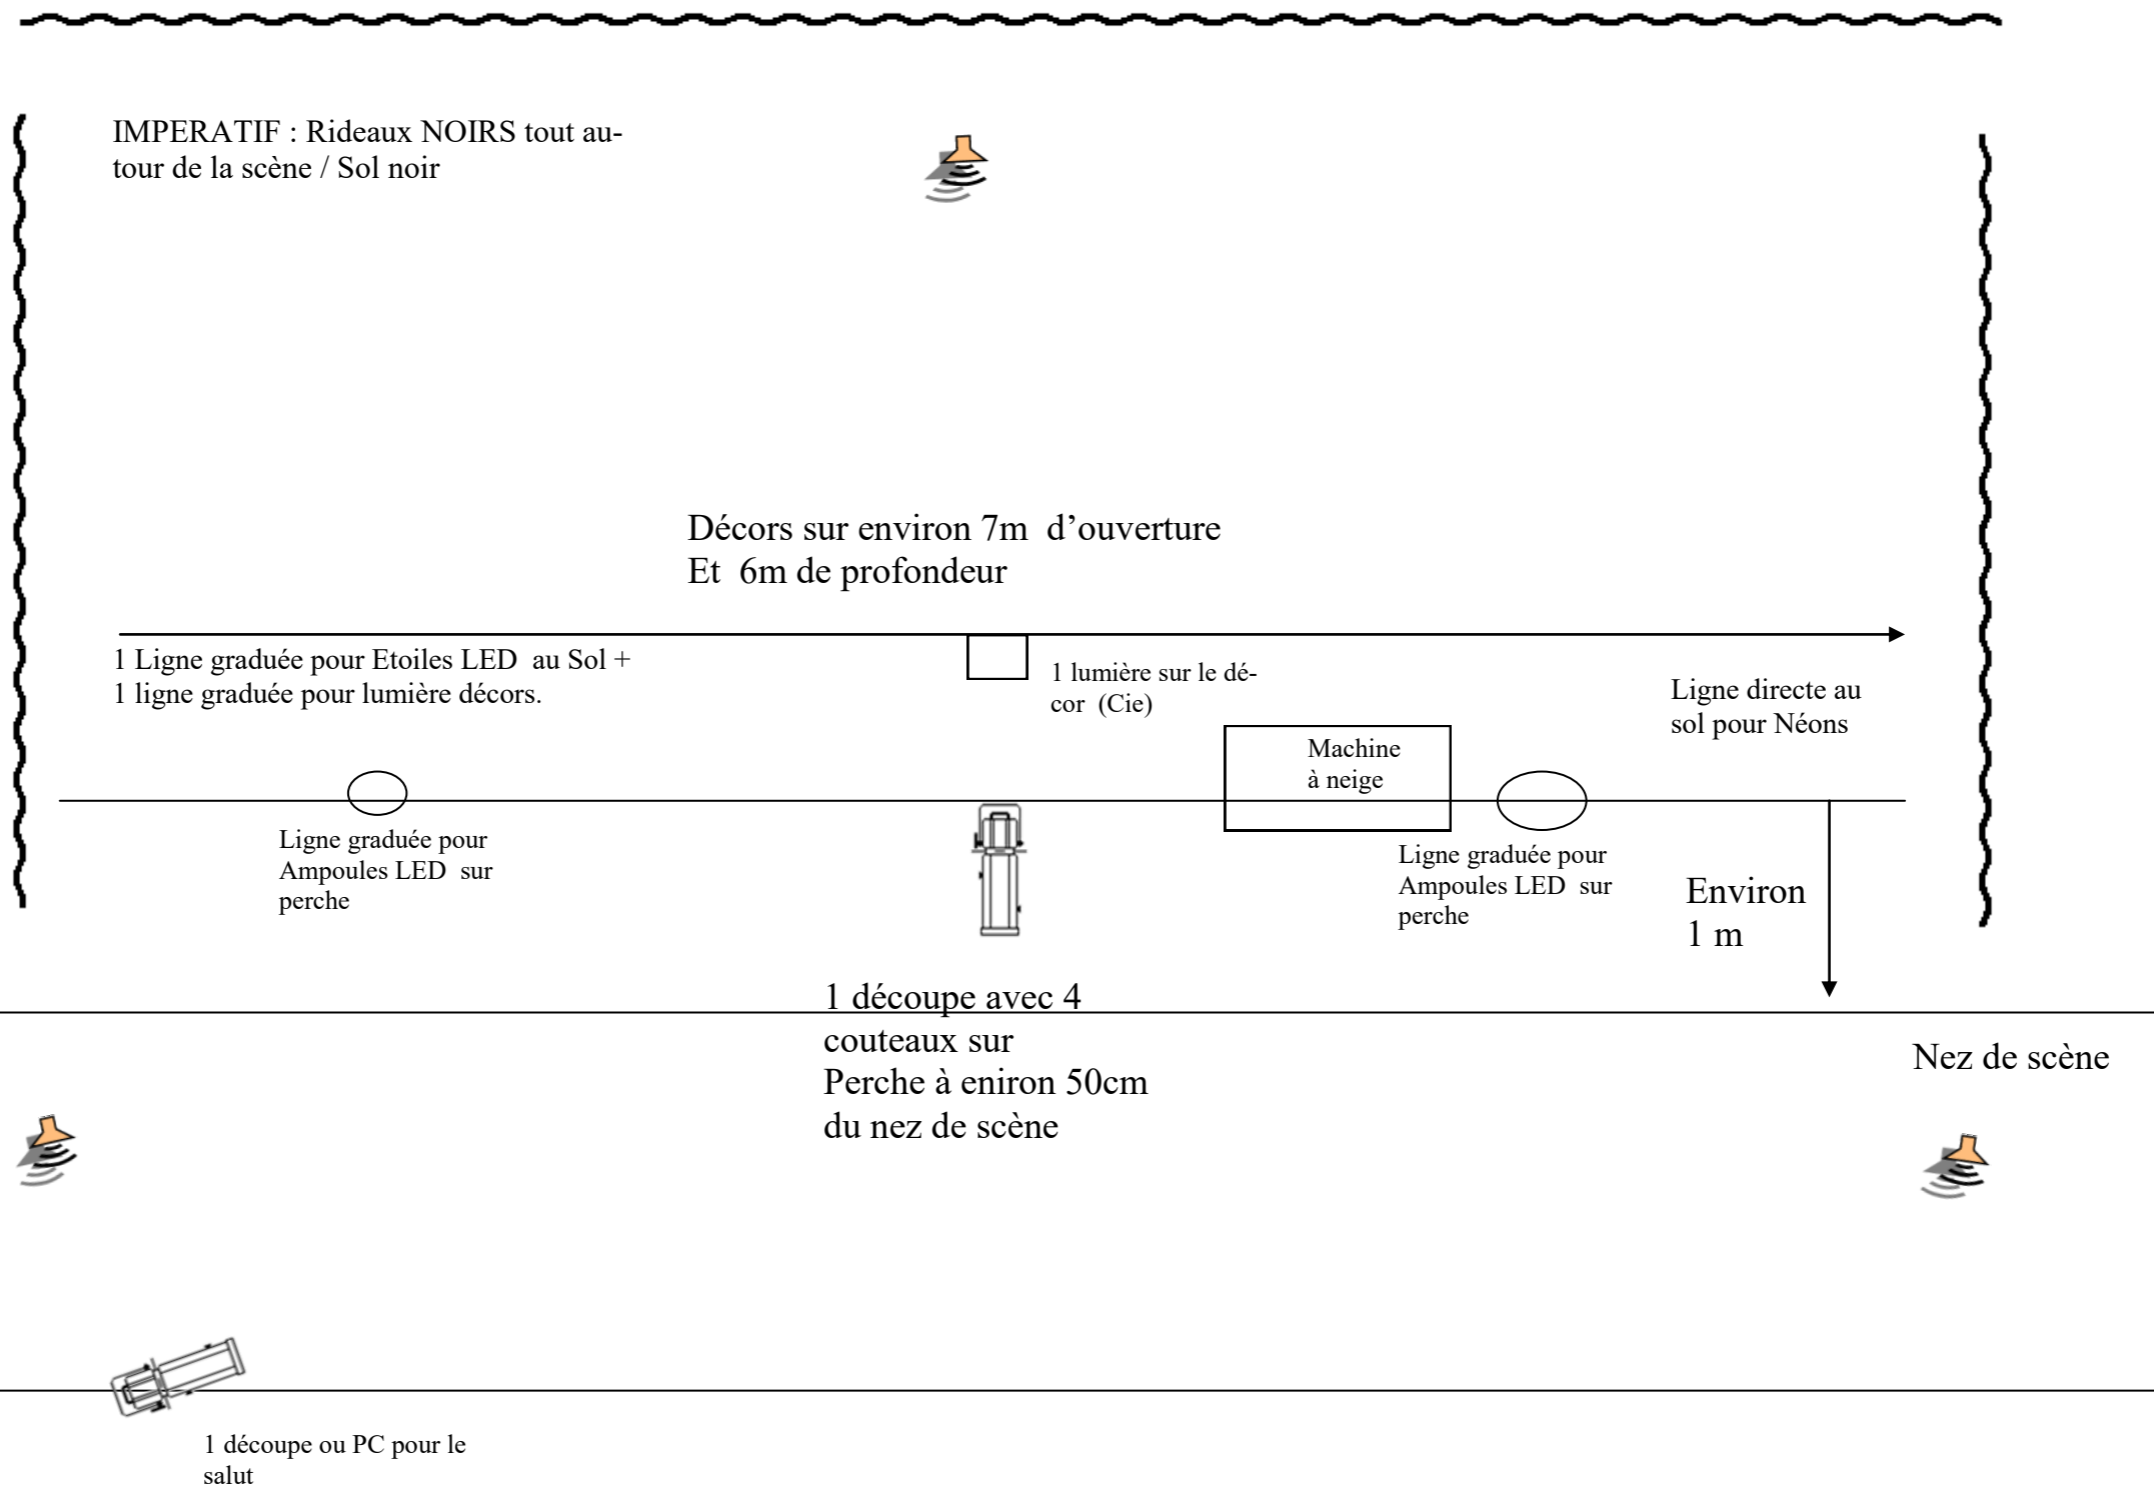 IMPERATIF : Rideaux NOIRS tout au-
tour de la scène / Sol noir
Décors sur environ 7m  d’ouverture
Et  6m de profondeur
1 Ligne graduée pour Etoiles LED  au Sol +
1 ligne graduée pour lumière décors.
1 lumière sur le dé-
cor  (Cie)
Ligne directe au
sol pour Néons
Machine
à neige
Ligne graduée pour
Ampoules LED  sur
perche
Ligne graduée pour
Ampoules LED  sur
perche
Environ
1 m
1 découpe avec 4
couteaux sur
Perche à eniron 50cm
du nez de scène
Nez de scène
1 découpe ou PC pour le
salut